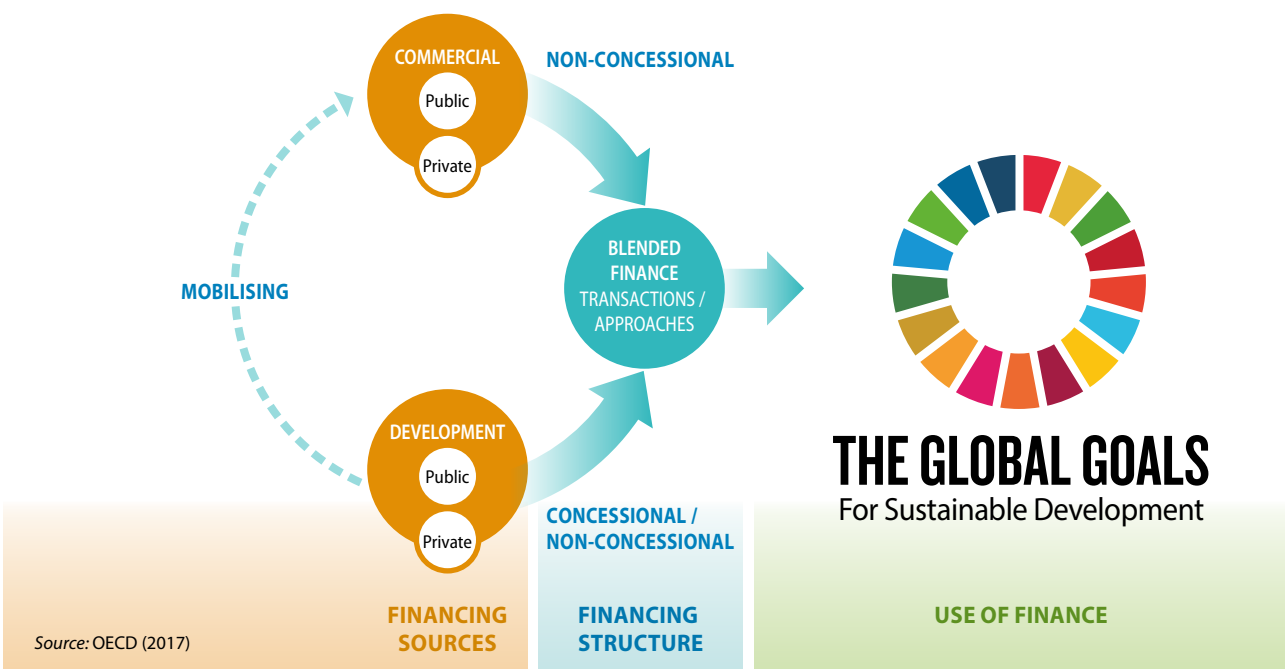 COMMERCIAL
Public
Private
NON-CONCESSIONAL
MOBILISING
BLENDED
FINANCE
TRANSACTIONS /
APPROACHES
DEVELOPMENT
Public
Private
CONCESSIONAL /
NON-CONCESSIONAL
THE GLOBAL GOALS
For Sustainable Development
FINANCING
SOURCES
FINANCING
STRUCTURE
USE OF FINANCE
Source: OECD (2017)